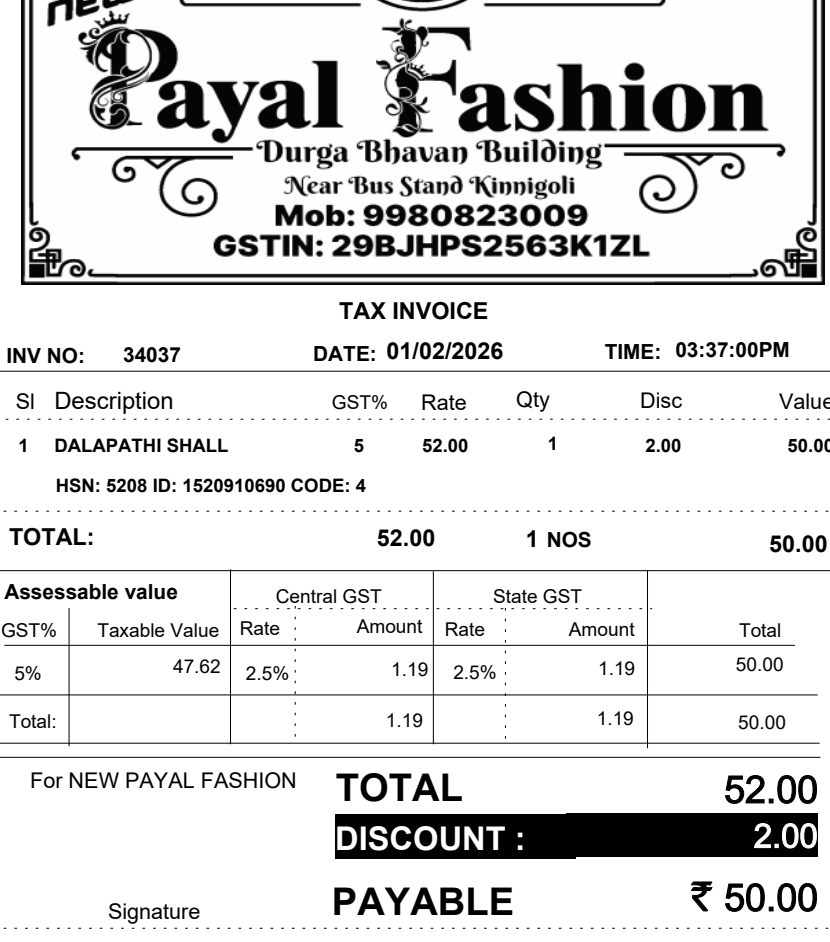 new
Payal Fashion
Durga Bhavan Building
Near Bus Stand Kinnigoli
Mob: 9980823009
GSTIN: 29BJHPS2563K1ZL
TAX INVOICE
INV NO: 34037 DATE: 01/02/2026 TIME: 03:37:00PM
Sl Description GST% Rate Qty Disc Value
1 DALAPATHI SHALL 5 52.00 1 2.00 50.00
HSN: 5208 ID: 1520910690 CODE: 4
TOTAL: 52.00 1 NOS 50.00
Assessable value Central GST State GST
GST% Taxable Value Rate Amount Rate Amount Total
5% 47.62 2.5% 1.19 2.5% 1.19 50.00
Total: 1.19 1.19 50.00
For NEW PAYAL FASHION TOTAL 52.00
DISCOUNT : 2.00
Signature PAYABLE ₹ 50.00